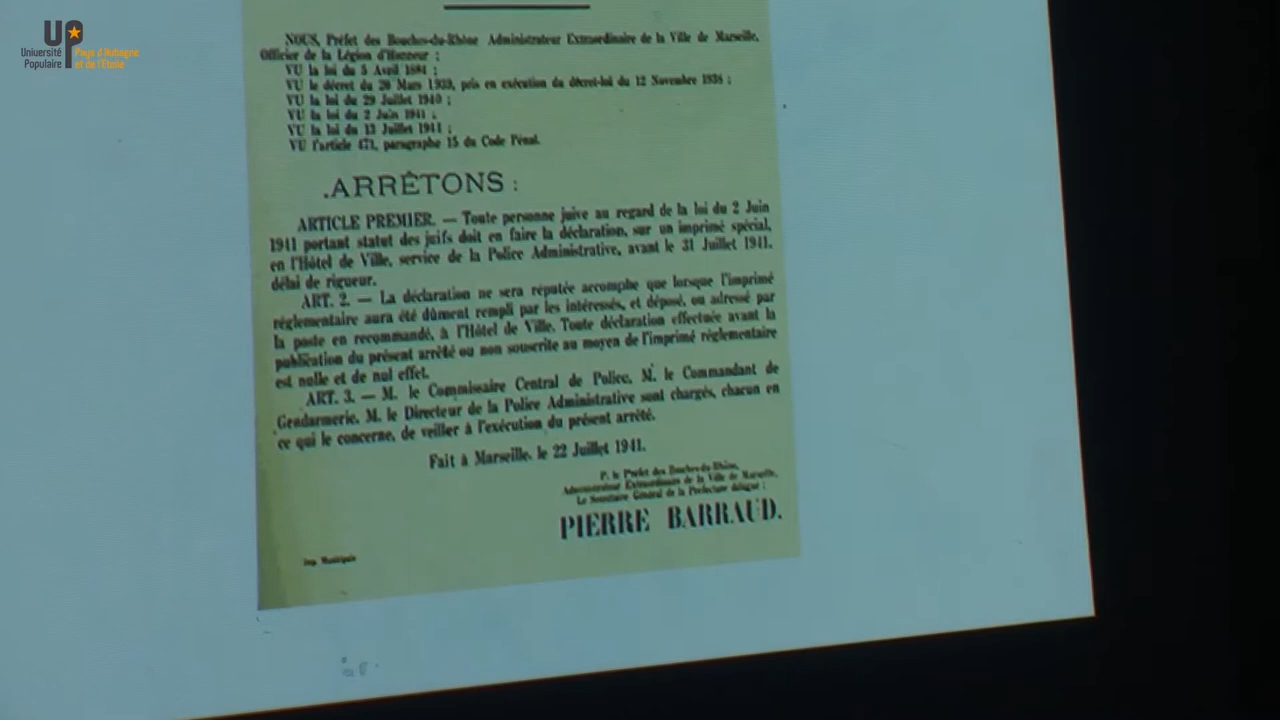 UP
Université
Populaire
Pays d'Aubagne
et de l'Etoile
NOUS, Préfet des Bouches-du-Rhône Administrateur Extraordinaire de la Ville de Marseille,
Officier de la Légion d'Honneur ;
VU la loi du 5 Avril 1884 ;
VU le décret du 20 Mars 1939, pris en exécution du décret-loi du 12 Novembre 1938 ;
VU la loi du 29 Juillet 1940 ;
VU la loi du 2 Juin 1941 ;
VU la loi du 13 Juillet 1941 ;
VU l'article 471, paragraphe 15 du Code Pénal.
ARRÊTONS :
ARTICLE PREMIER. — Toute personne juive au regard de la loi du 2 Juin
1941 portant statut des juifs doit en faire la déclaration, sur un imprimé spécial,
en l'Hôtel de Ville, service de la Police Administrative, avant le 31 Juillet 1941,
délai de rigueur.
ART. 2. — La déclaration ne sera réputée accomplie que lorsque l'imprimé
réglementaire aura été dûment rempli par les intéressés, et déposé, ou adressé par
la poste en recommandé, à l'Hôtel de Ville. Toute déclaration effectuée avant la
publication du présent arrêté ou non souscrite au moyen de l'imprimé réglementaire
est nulle et de nul effet.
ART. 3. — M. le Commissaire Central de Police, M. le Commandant de
Gendarmerie, M. le Directeur de la Police Administrative sont chargés, chacun en
ce qui le concerne, de veiller à l'exécution du présent arrêté.
Fait à Marseille, le 22 Juillet 1941.
P. le Préfet des Bouches-du-Rhône,
Administrateur Extraordinaire de la Ville de Marseille,
Le Secrétaire Général de la Préfecture délégué :
PIERRE BARRAUD.
Imp. Municipale